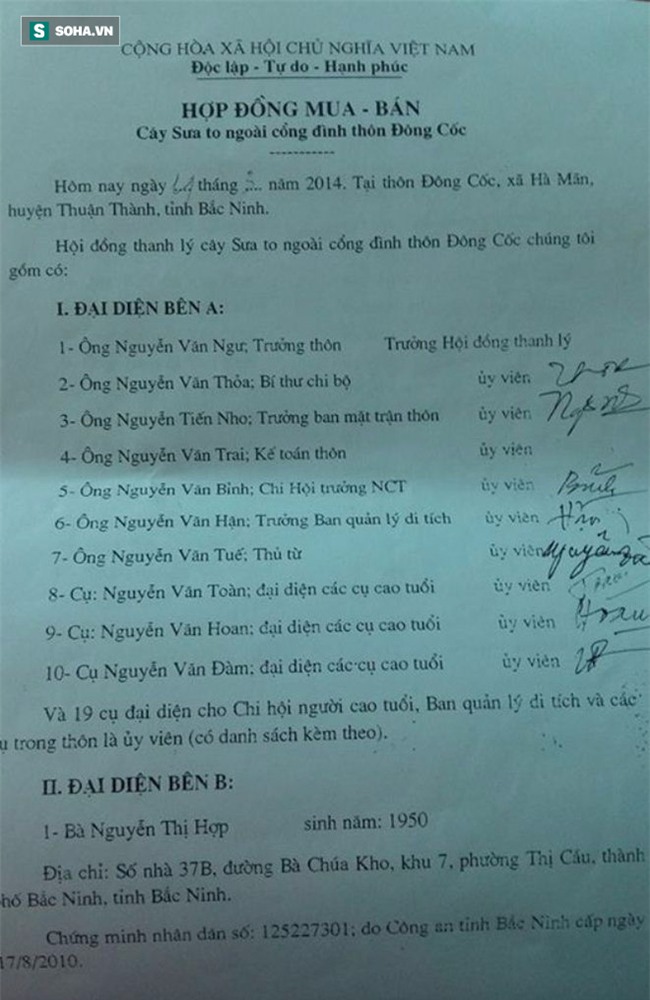 S SOHA.VN
CỘNG HÒA XÃ HỘI CHỦ NGHĨA VIỆT NAM
Độc lập - Tự do - Hạnh phúc
HỢP ĐỒNG MUA - BÁN
Cây Sưa to ngoài cổng đình thôn Đông Cốc
Hôm nay ngày tháng năm 2014. Tại thôn Đông Cốc, xã Hà Mãn,
huyện Thuận Thành, tỉnh Bắc Ninh.
Hội đồng thanh lý cây Sưa to ngoài cổng đình thôn Đông Cốc chúng tôi
gồm có:
I. ĐẠI DIỆN BÊN A:
1- Ông Nguyễn Văn Ngư; Trưởng thôn Trưởng Hội đồng thanh lý
2- Ông Nguyễn Văn Thỏa; Bí thư chi bộ ủy viên
3- Ông Nguyễn Tiến Nho; Trưởng ban mặt trận thôn ủy viên
4- Ông Nguyễn Văn Trai; Kế toán thôn ủy viên
5- Ông Nguyễn Văn Bình; Chi Hội trưởng NCT ủy viên Bình
6- Ông Nguyễn Văn Hận; Trưởng Ban quản lý di tích ủy viên Hận
7- Ông Nguyễn Văn Tuế; Thủ từ ủy viên Nguyễn
8- Cụ: Nguyễn Văn Toàn; đại diện các cụ cao tuổi ủy viên
9- Cụ: Nguyễn Văn Hoan; đại diện các cụ cao tuổi ủy viên Hoan
10- Cụ Nguyễn Văn Đàm; đại diện các cụ cao tuổi ủy viên
Và 19 cụ đại diện cho Chi hội người cao tuổi, Ban quản lý di tích và các
ụ trong thôn là ủy viên (có danh sách kèm theo).
II. ĐẠI DIỆN BÊN B:
1- Bà Nguyễn Thị Hợp sinh năm: 1950
Địa chỉ: Số nhà 37B, đường Bà Chúa Kho, khu 7, phường Thị Cầu, thành
phố Bắc Ninh, tỉnh Bắc Ninh.
Chứng minh nhân dân số: 125227301; do Công an tỉnh Bắc Ninh cấp ngày
17/8/2010.